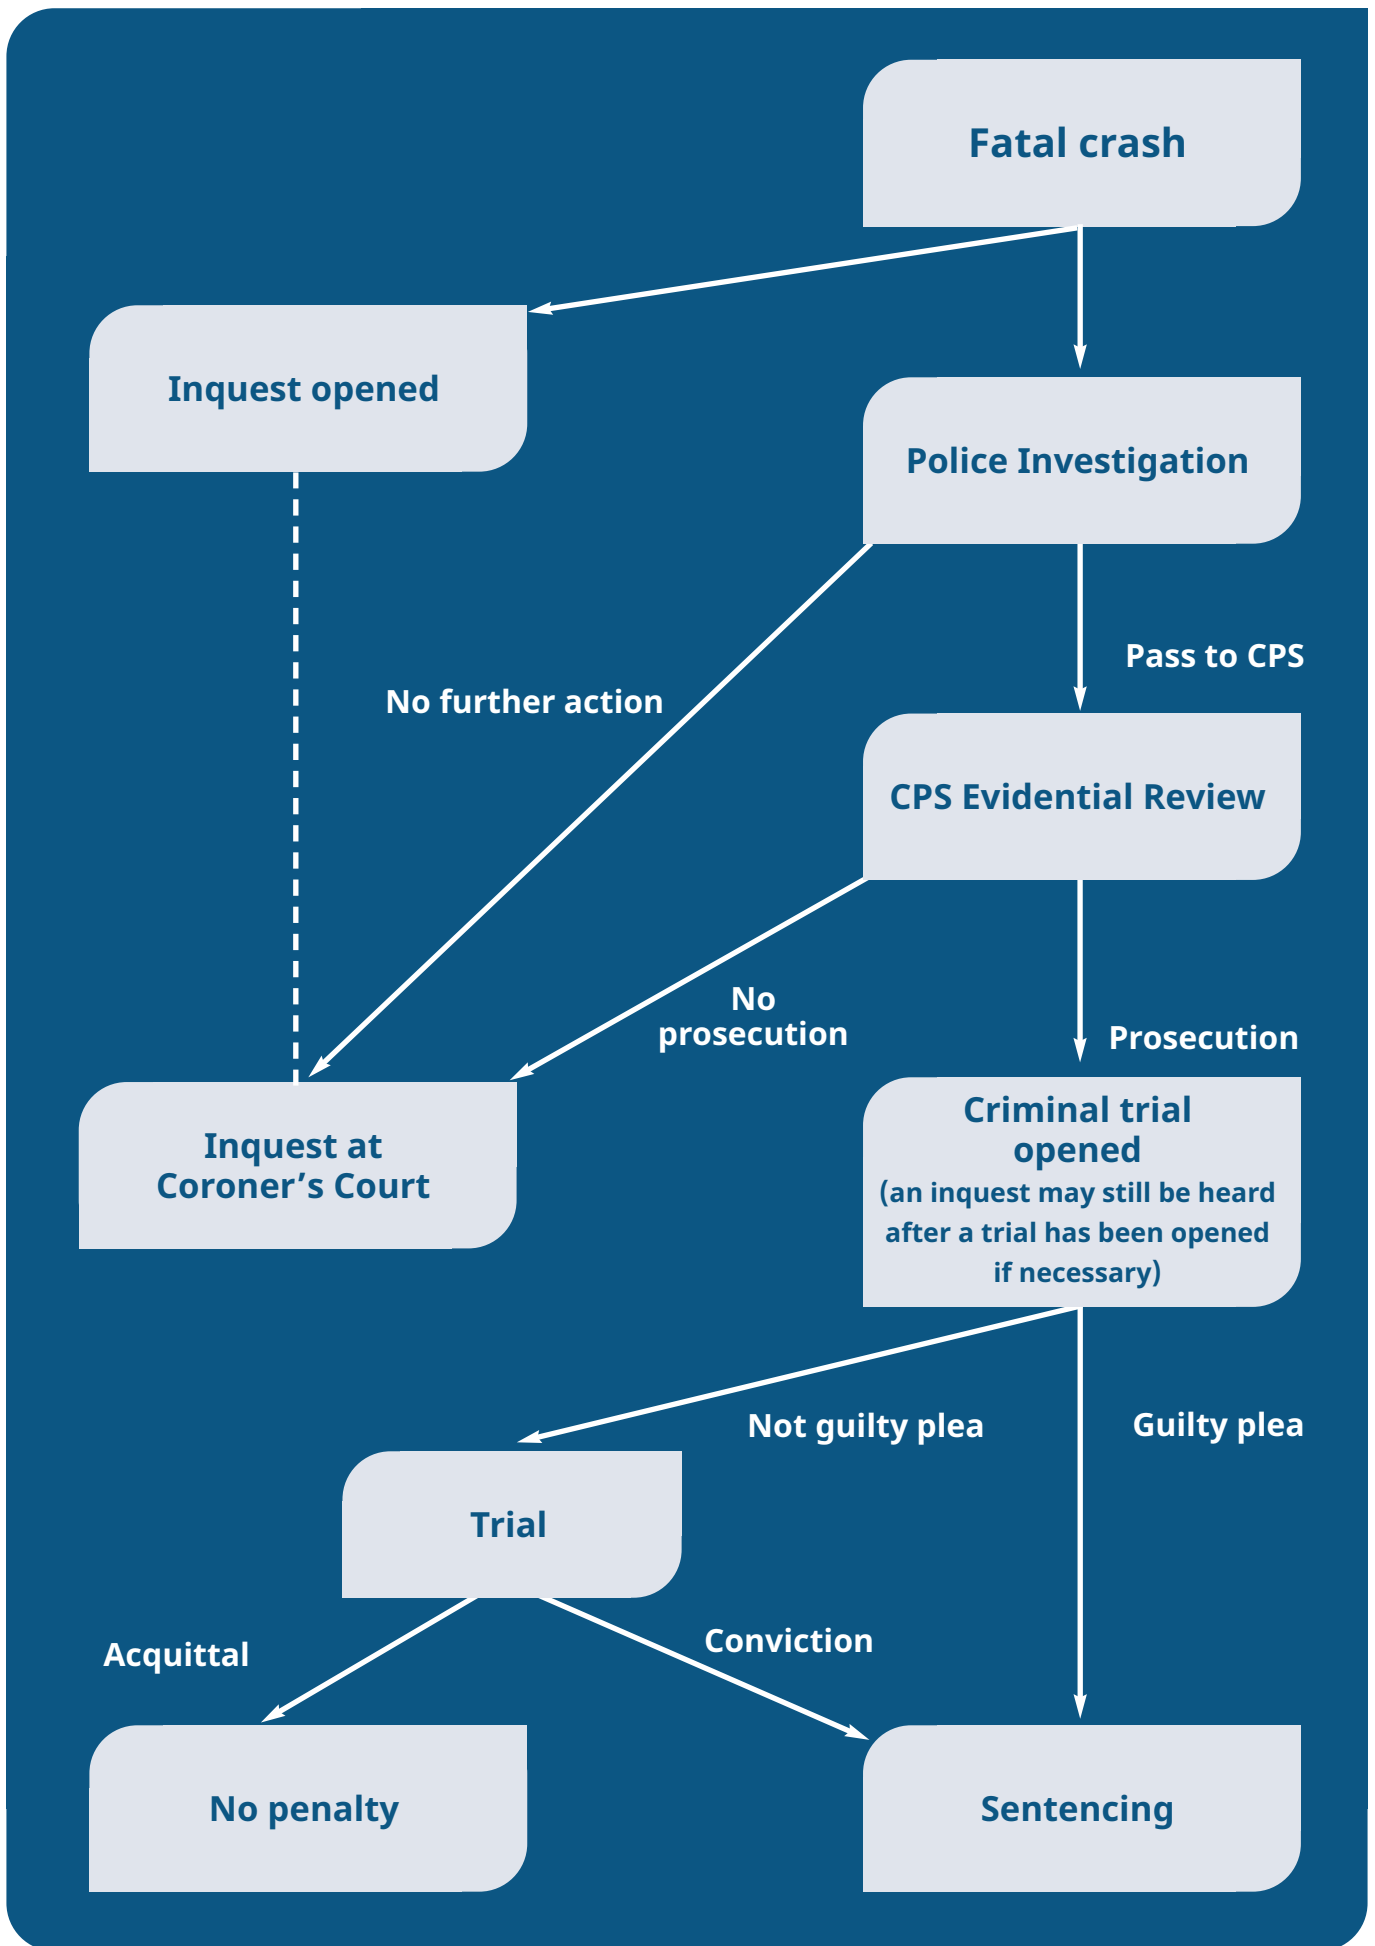 Fatal crash
Inquest opened
Police Investigation
Pass to CPS
No further action
CPS Evidential Review
No
prosecution
Prosecution
Inquest at
Coroner’s Court
Criminal trial
opened
(an inquest may still be heard
after a trial has been opened
if necessary)
Not guilty plea
Guilty plea
Trial
Acquittal
Conviction
No penalty
Sentencing